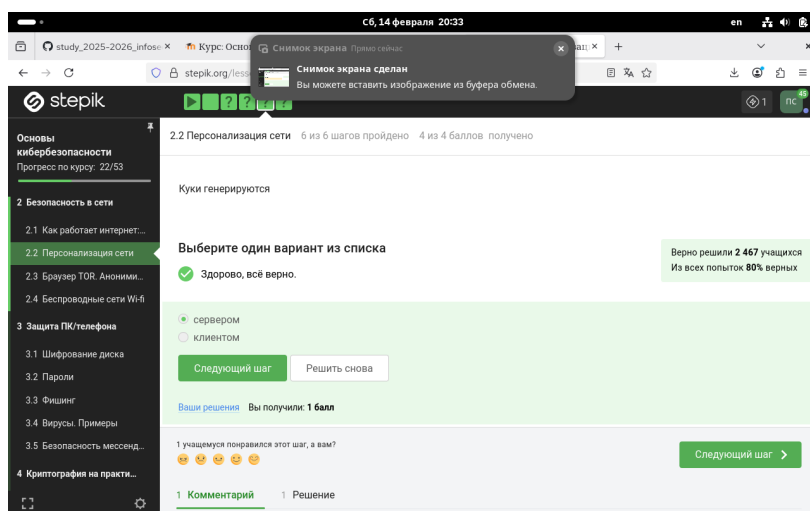 Сб, 14 февраля 20:33
en
study_2025-2026_infose
Курс: Осно
Снимок экрана Прямо сейчас
Снимок экрана сделан
Вы можете вставить изображение из буфера обмена.
stepik.org/less
stepik
1
ПС
45
Основы
кибербезопасности
Прогресс по курсу: 22/53
2 Безопасность в сети
2.1 Как работает интернет:...
2.2 Персонализация сети
2.3 Браузер TOR. Аноними...
2.4 Беспроводные сети Wi-fi
3 Защита ПК/телефона
3.1 Шифрование диска
3.2 Пароли
3.3 Фишинг
3.4 Вирусы. Примеры
3.5 Безопасность мессенд...
4 Криптография на практи...
2.2 Персонализация сети 6 из 6 шагов пройдено 4 из 4 баллов получено
Куки генерируются
Выберите один вариант из списка
Здорово, всё верно.
Верно решили 2 467 учащихся
Из всех попыток 80% верных
сервером
клиентом
Следующий шаг
Решить снова
Ваши решения Вы получили: 1 балл
1 учащемуся понравился этот шаг, а вам?
Следующий шаг
1 Комментарий
1 Решение